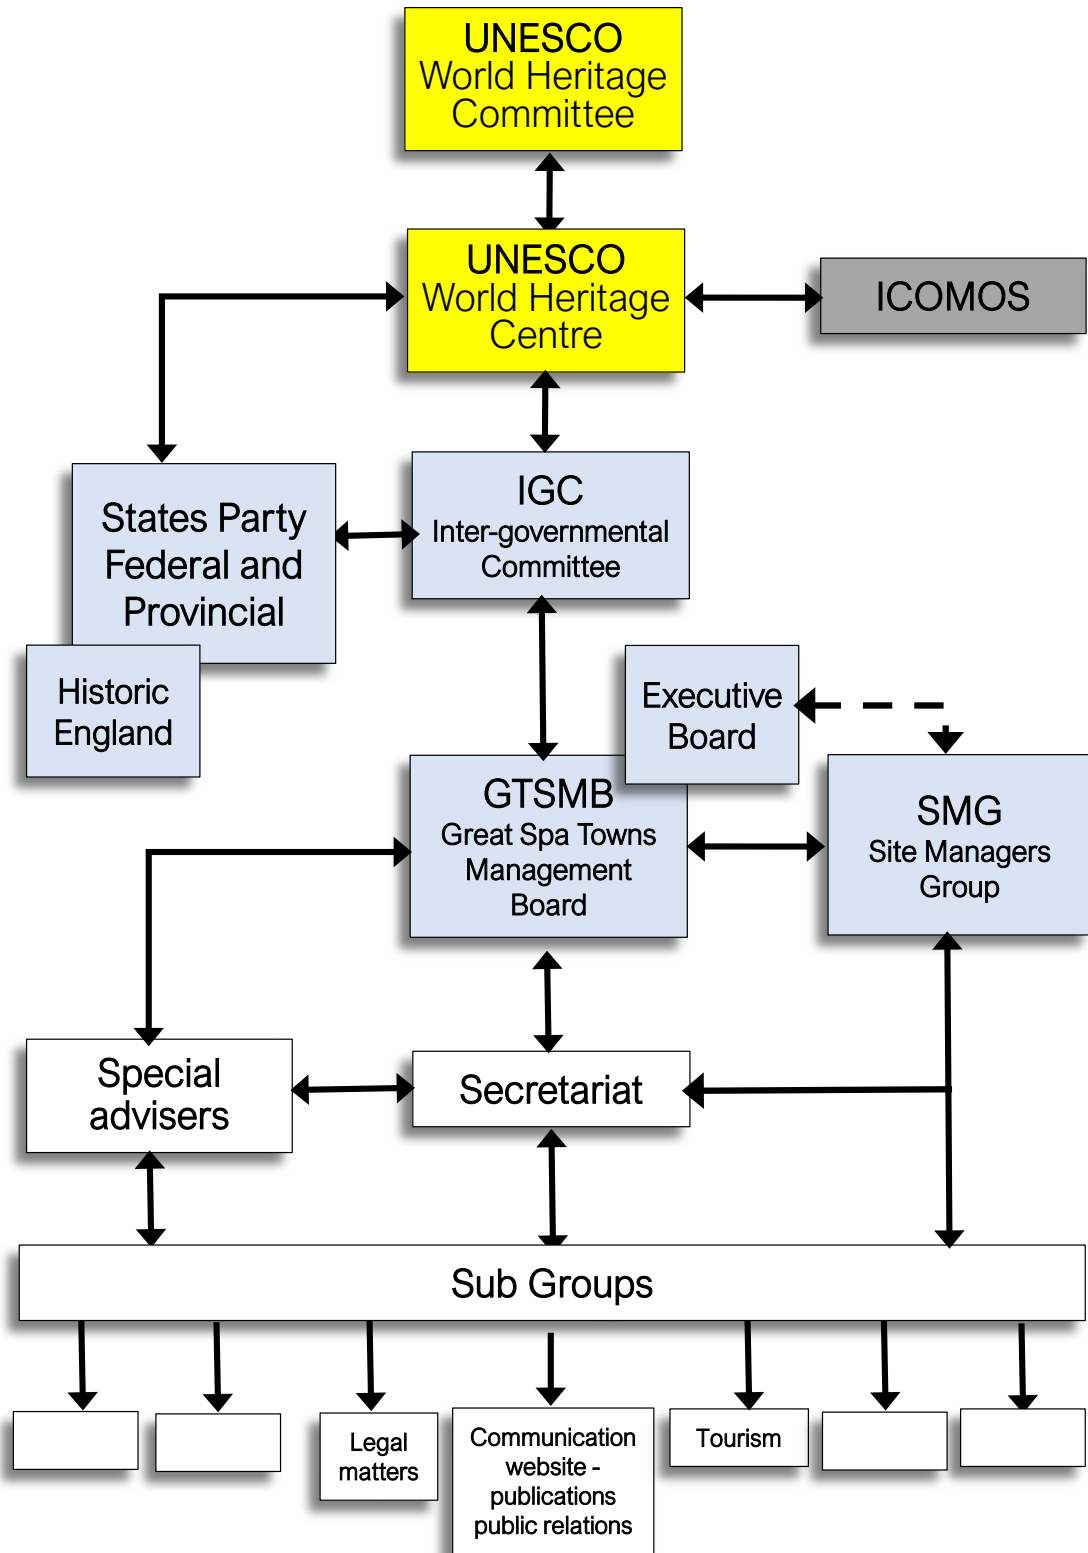 UNESCO
World Heritage
Committee
UNESCO
World Heritage
Centre
ICOMOS
States Party
Federal and
Provincial
IGC
Inter-governmental
Committee
Historic
England
Executive
Board
GTSMB
Great Spa Towns
Management
Board
SMG
Site Managers
Group
Special
advisers
Secretariat
Sub Groups
Legal
matters
Communication
website -
publications
public relations
Tourism